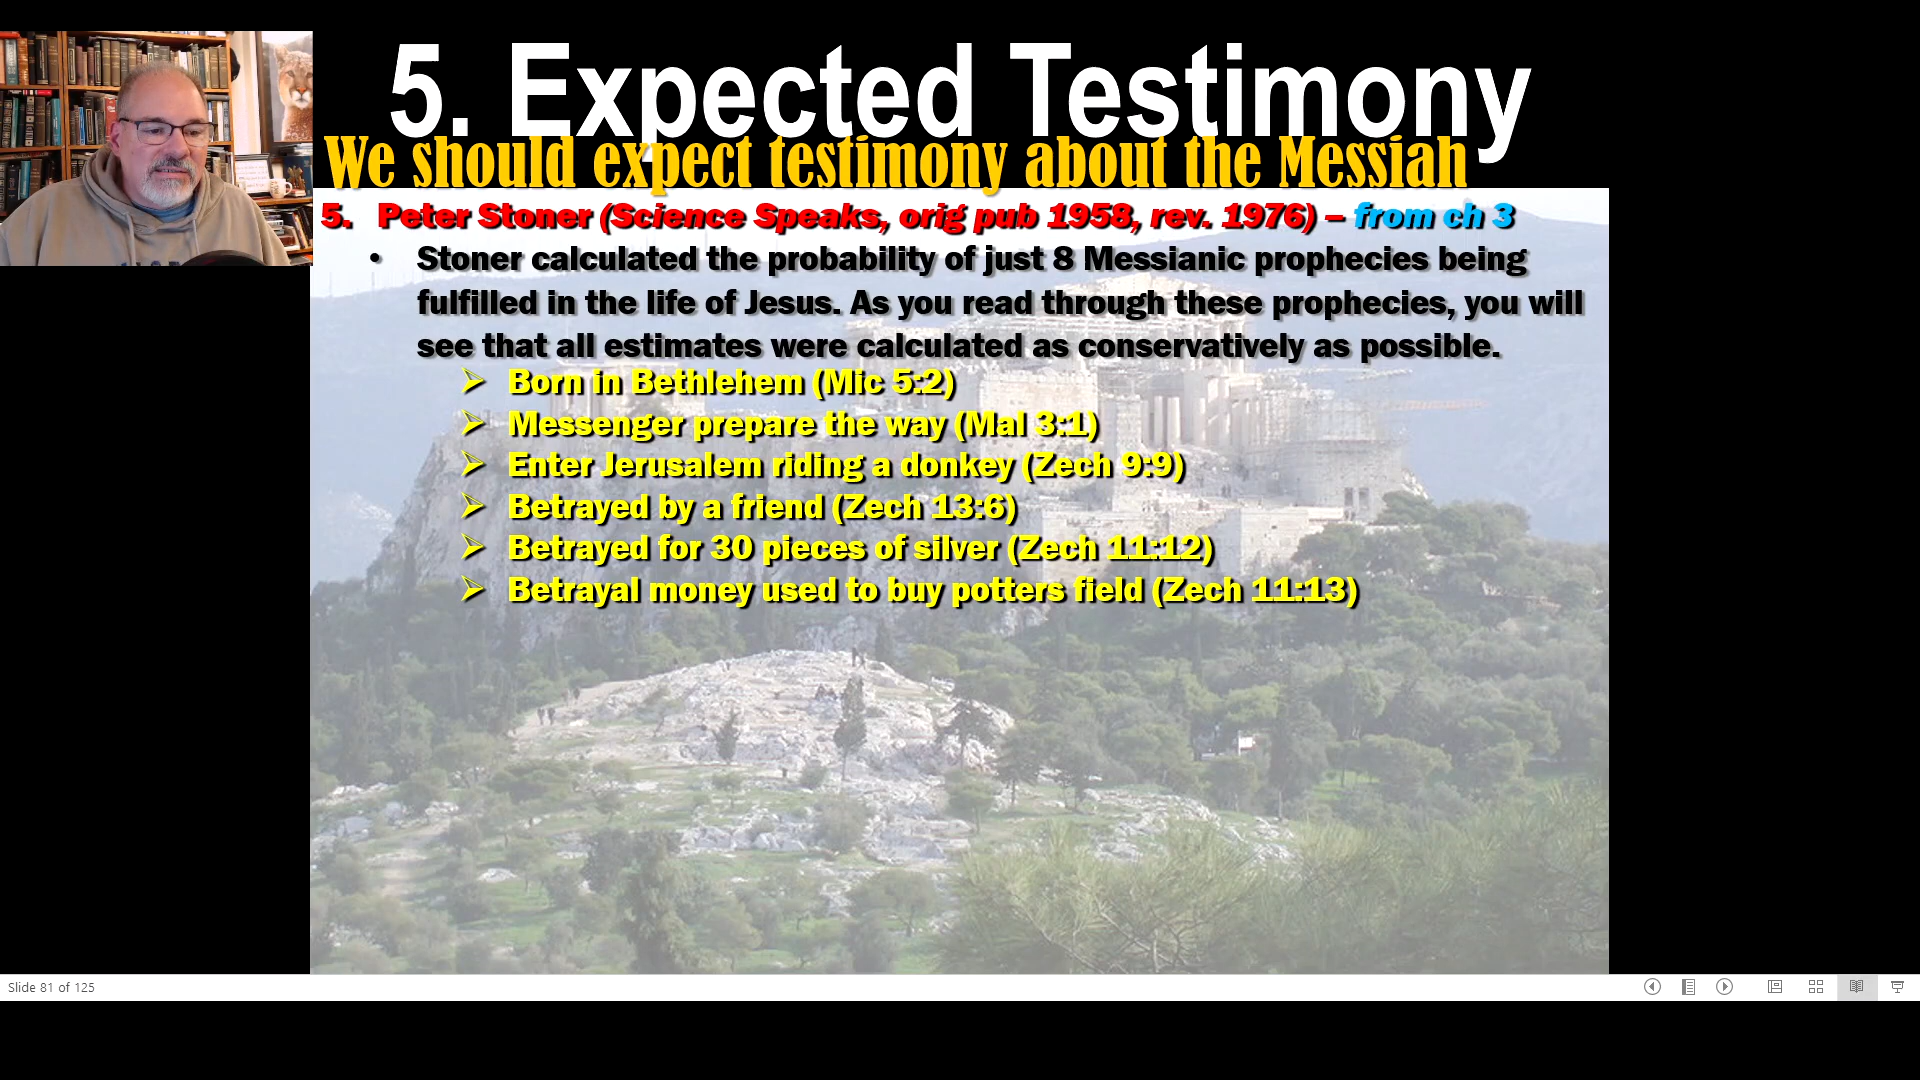 5. Expected Testimony
We should expect testimony about the Messiah
5. Peter Stoner (Science Speaks, orig pub 1958, rev. 1976) – from ch 3
• Stoner calculated the probability of just 8 Messianic prophecies being
fulfilled in the life of Jesus. As you read through these prophecies, you will
see that all estimates were calculated as conservatively as possible.
➢ Born in Bethlehem (Mic 5:2)
➢ Messenger prepare the way (Mal 3:1)
➢ Enter Jerusalem riding a donkey (Zech 9:9)
➢ Betrayed by a friend (Zech 13:6)
➢ Betrayed for 30 pieces of silver (Zech 11:12)
➢ Betrayal money used to buy potters field (Zech 11:13)
Slide 81 of 125